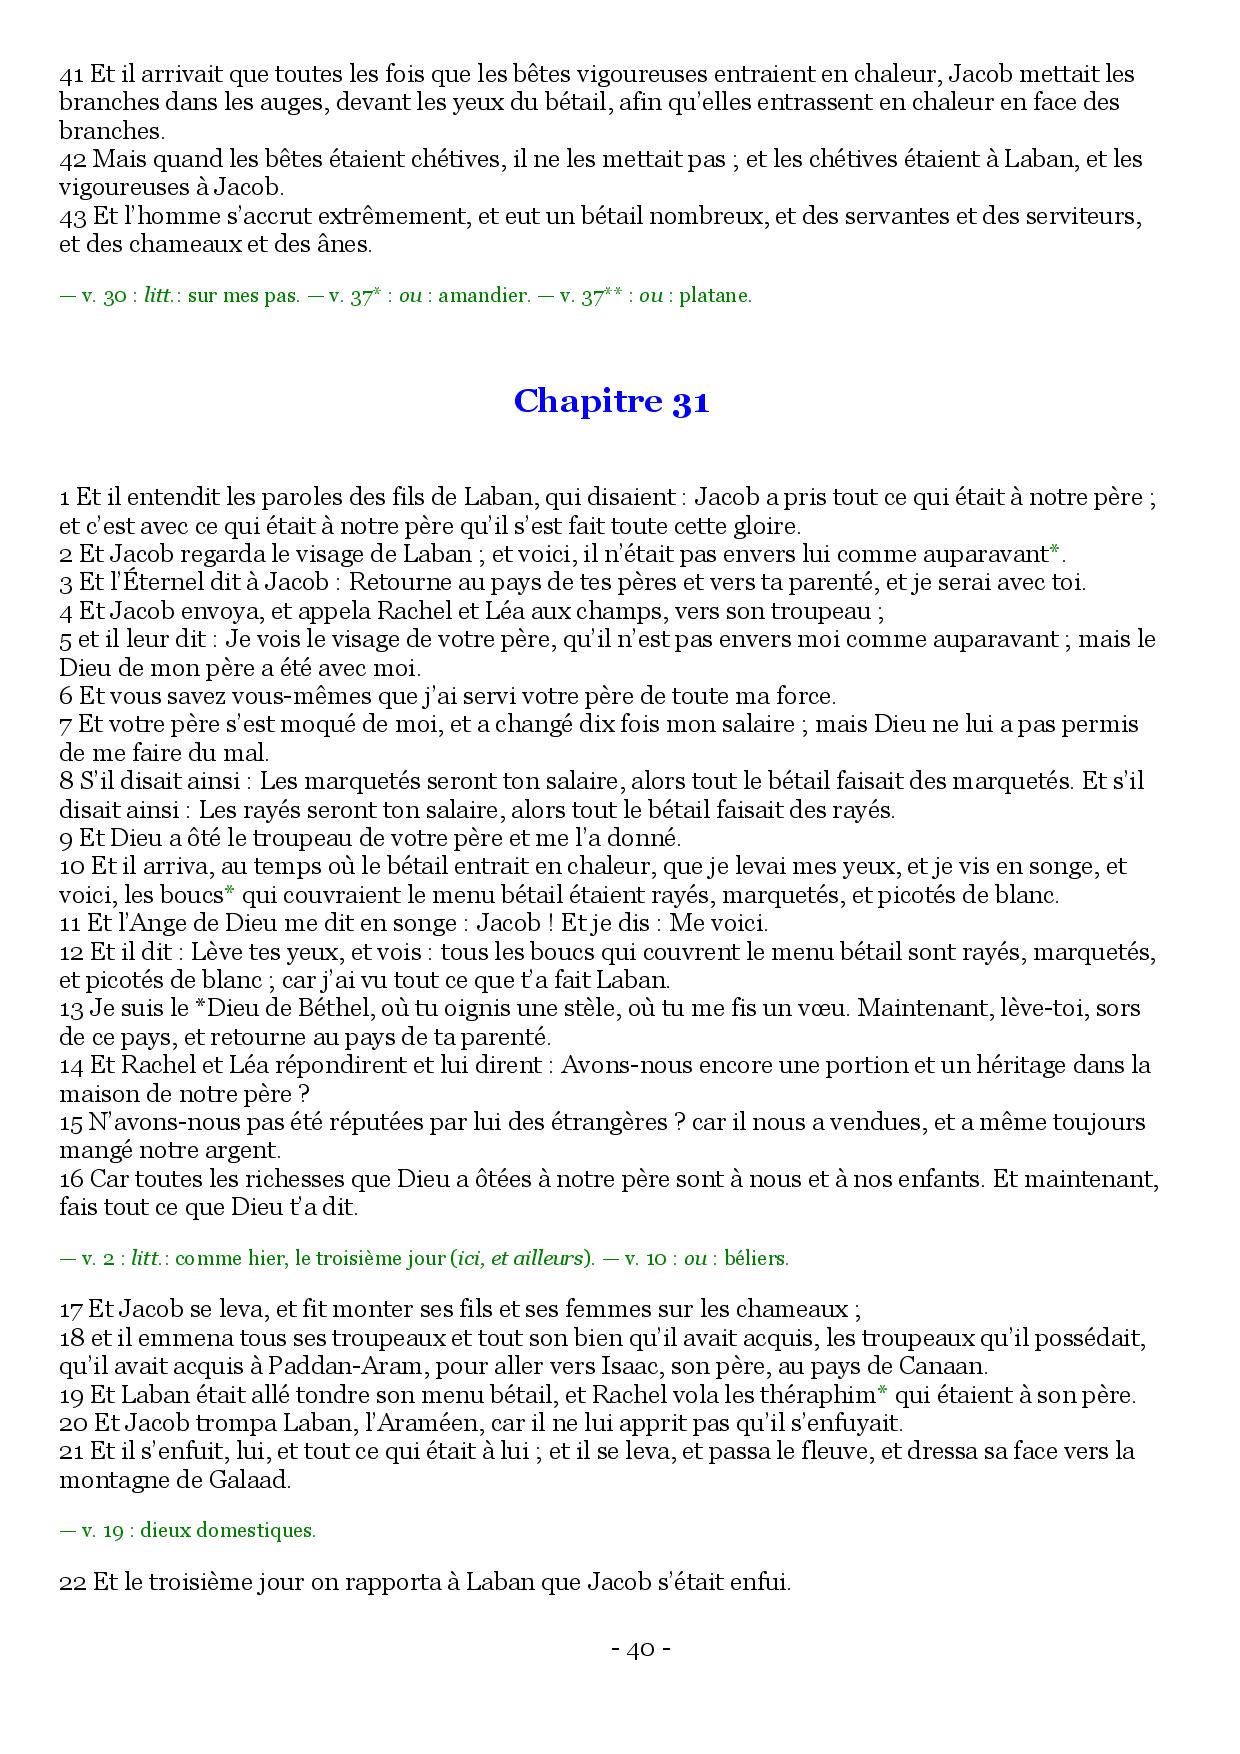 41 Et il arrivait que toutes les fois que les bêtes vigoureuses entraient en chaleur, Jacob mettait les
branches dans les auges, devant les yeux du bétail, afin qu’elles entrassent en chaleur en face des
branches.
42 Mais quand les bêtes étaient chétives, il ne les mettait pas ; et les chétives étaient à Laban, et les
vigoureuses à Jacob.
43 Et l’homme s’accrut extrêmement, et eut un bétail nombreux, et des servantes et des serviteurs,
et des chameaux et des ânes.
— v. 30 : litt.: sur mes pas. — v. 37* : ou : amandier. — v. 37** : ou : platane.
Chapitre 31
1 Et il entendit les paroles des fils de Laban, qui disaient : Jacob a pris tout ce qui était à notre père ;
et c’est avec ce qui était à notre père qu’il s’est fait toute cette gloire.
2 Et Jacob regarda le visage de Laban ; et voici, il n’était pas envers lui comme auparavant*.
3 Et l’Éternel dit à Jacob : Retourne au pays de tes pères et vers ta parenté, et je serai avec toi.
4 Et Jacob envoya, et appela Rachel et Léa aux champs, vers son troupeau ;
5 et il leur dit : Je vois le visage de votre père, qu’il n’est pas envers moi comme auparavant ; mais le
Dieu de mon père a été avec moi.
6 Et vous savez vous-mêmes que j’ai servi votre père de toute ma force.
7 Et votre père s’est moqué de moi, et a changé dix fois mon salaire ; mais Dieu ne lui a pas permis
de me faire du mal.
8 S’il disait ainsi : Les marquetés seront ton salaire, alors tout le bétail faisait des marquetés. Et s’il
disait ainsi : Les rayés seront ton salaire, alors tout le bétail faisait des rayés.
9 Et Dieu a ôté le troupeau de votre père et me l’a donné.
10 Et il arriva, au temps où le bétail entrait en chaleur, que je levai mes yeux, et je vis en songe, et
voici, les boucs* qui couvraient le menu bétail étaient rayés, marquetés, et picotés de blanc.
11 Et l’Ange de Dieu me dit en songe : Jacob ! Et je dis : Me voici.
12 Et il dit : Lève tes yeux, et vois : tous les boucs qui couvrent le menu bétail sont rayés, marquetés,
et picotés de blanc ; car j’ai vu tout ce que t’a fait Laban.
13 Je suis le *Dieu de Béthel, où tu oignis une stèle, où tu me fis un vœu. Maintenant, lève-toi, sors
de ce pays, et retourne au pays de ta parenté.
14 Et Rachel et Léa répondirent et lui dirent : Avons-nous encore une portion et un héritage dans la
maison de notre père ?
15 N’avons-nous pas été réputées par lui des étrangères ? car il nous a vendues, et a même toujours
mangé notre argent.
16 Car toutes les richesses que Dieu a ôtées à notre père sont à nous et à nos enfants. Et maintenant,
fais tout ce que Dieu t’a dit.
— v. 2 : litt.: comme hier, le troisième jour (ici, et ailleurs). — v. 10 : ou : béliers.
17 Et Jacob se leva, et fit monter ses fils et ses femmes sur les chameaux ;
18 et il emmena tous ses troupeaux et tout son bien qu’il avait acquis, les troupeaux qu’il possédait,
qu’il avait acquis à Paddan-Aram, pour aller vers Isaac, son père, au pays de Canaan.
19 Et Laban était allé tondre son menu bétail, et Rachel vola les théraphim* qui étaient à son père.
20 Et Jacob trompa Laban, l’Araméen, car il ne lui apprit pas qu’il s’enfuyait.
21 Et il s’enfuit, lui, et tout ce qui était à lui ; et il se leva, et passa le fleuve, et dressa sa face vers la
montagne de Galaad.
— v. 19 : dieux domestiques.
22 Et le troisième jour on rapporta à Laban que Jacob s’était enfui.
- 40 -